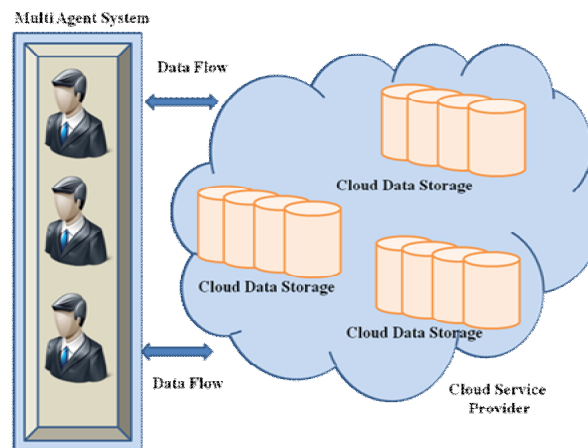 Multi Agent System
Data Flow
Cloud Data Storage
Cloud Data Storage
Cloud Data Storage
Data Flow
Cloud Service
Provider